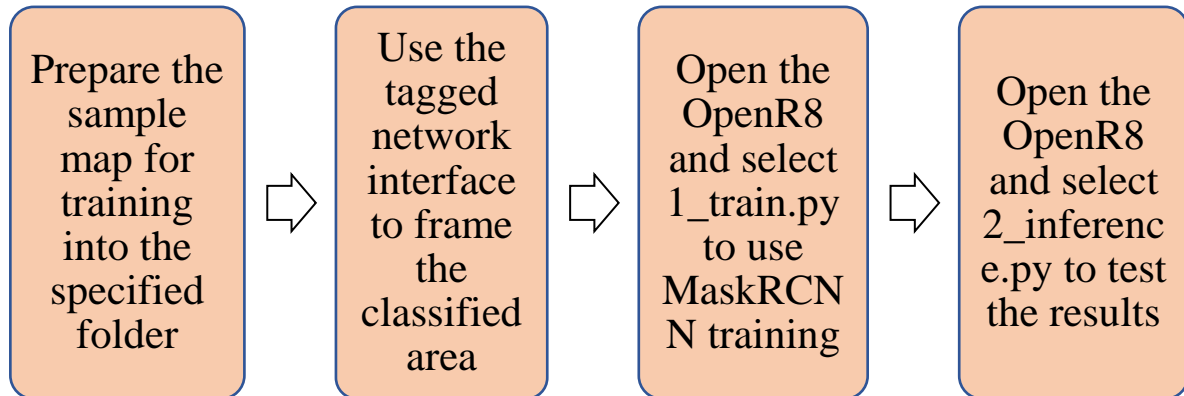 Prepare the
sample
map for
training
into the
specified
folder
Use the
tagged
network
interface
to frame
the
classified
area
Open the
OpenR8
and select
1_train.py
to use
MaskRCN
N training
Open the
OpenR8
and select
2_inferenc
e.py to test
the results